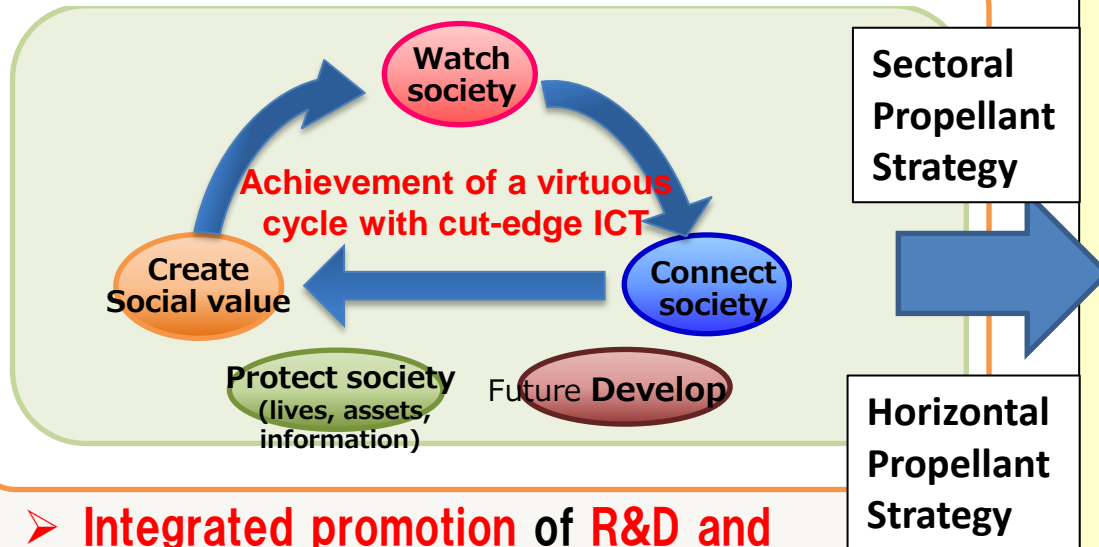 Watch
society
Achievement of a virtuous
cycle with cut-edge ICT
Create
Social value
Connect
society
Protect society
(lives, assets,
information)
Future Develop
Sectoral
Propellant
Strategy
Horizontal
Propellant
Strategy
➢ Integrated promotion of R&D and